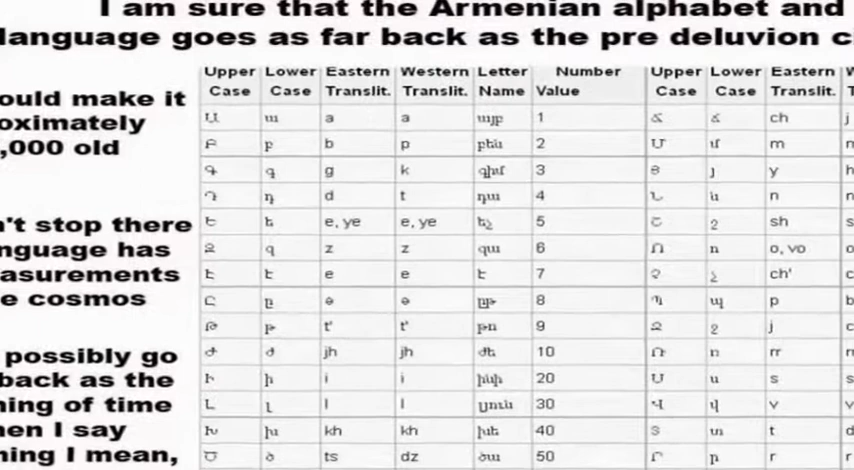 I am sure that the Armenian alphabet and
language goes as far back as the pre deluvion c
ould make it
oximately
,000 old
n't stop there
nguage has
asurements
e cosmos
possibly go
back as the
ning of time
hen I say
ning I mean,
Upper Case Lower Case Eastern Translit. Western Translit. Letter Name Number Value Upper Case Lower Case Eastern Translit.
Ա ա a a այբ 1 Ճ ճ ch j
Բ բ b p բեն 2 Մ մ m m
Գ գ g k գիմ 3 Յ յ y h
Դ դ d t դա 4 Ն ն n n
Ե ե e, ye e, ye եչ 5 Շ շ sh s
Զ զ z z զա 6 Ո ո o, vo o
Է է e e է 7 Չ չ ch' c
Ը ը ə ə ըթ 8 Պ պ p b
Թ թ t' t' թո 9 Ջ ջ j c
Ժ ժ jh jh ժե 10 Ռ ռ rr r
Ի ի i i ինի 20 Ս ս s s
Լ լ l l լյուն 30 Վ վ v v
Խ խ kh kh խե 40 Տ տ t d
Ծ ծ ts dz ծա 50 Ր ր r r